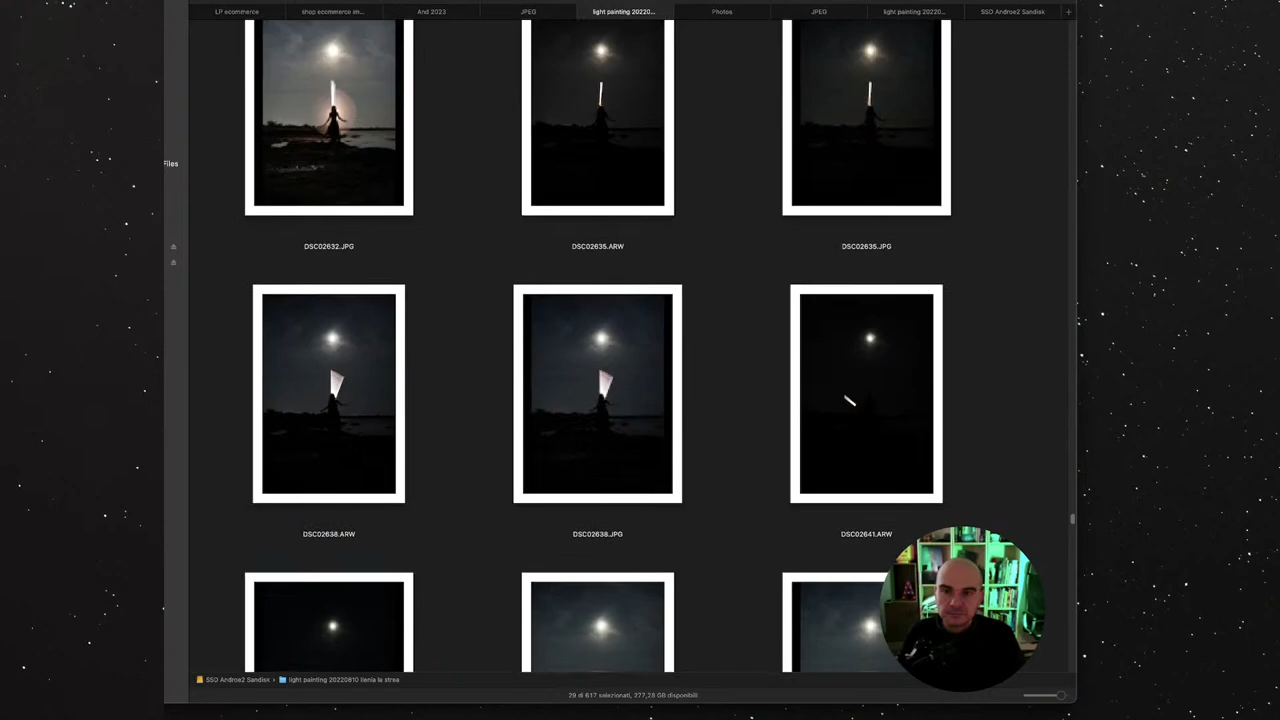 LP ecommerce
shop ecommerce im...
And 2023
JPEG
light painting 20220...
Photos
JPEG
light painting 20220...
SSD Androe2 Sandisk
Files
DSC02632.JPG
DSC02635.ARW
DSC02635.JPG
DSC02638.ARW
DSC02638.JPG
DSC02641.ARW
SSD Androe2 Sandisk › light painting 20220810 Ilenia la strea
29 di 617 selezionati, 277,28 GB disponibili